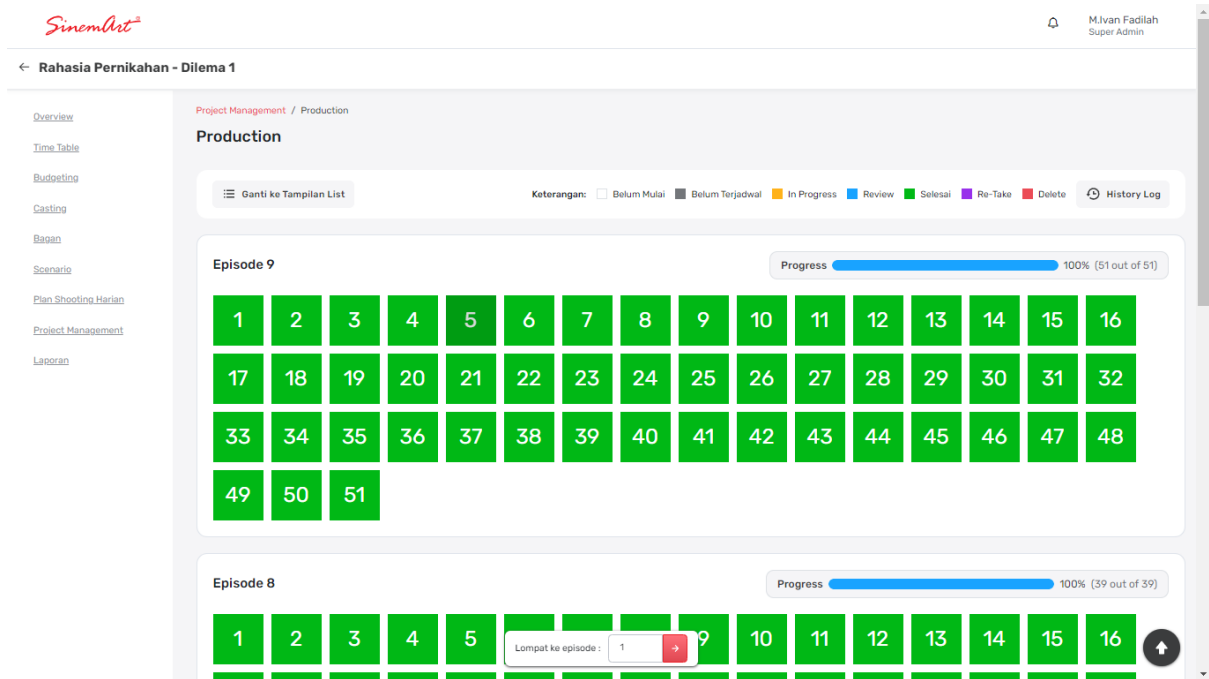 SinemArt
M.Ivan Fadilah
Super Admin
← Rahasia Pernikahan - Dilema 1
Overview
Time Table
Budgeting
Casting
Bagan
Scenario
Plan Shooting Harian
Project Management
Laporan
Project Management / Production
Production
Ganti ke Tampilan List
Keterangan: Belum Mulai Belum Terjadwal In Progress Review Selesai Re-Take Delete
History Log
Episode 9
Progress 100% (51 out of 51)
1 2 3 4 5 6 7 8 9 10 11 12 13 14 15 16
17 18 19 20 21 22 23 24 25 26 27 28 29 30 31 32
33 34 35 36 37 38 39 40 41 42 43 44 45 46 47 48
49 50 51
Episode 8
Progress 100% (39 out of 39)
1 2 3 4 5 9 10 11 12 13 14 15 16
Lompat ke episode : 1 →